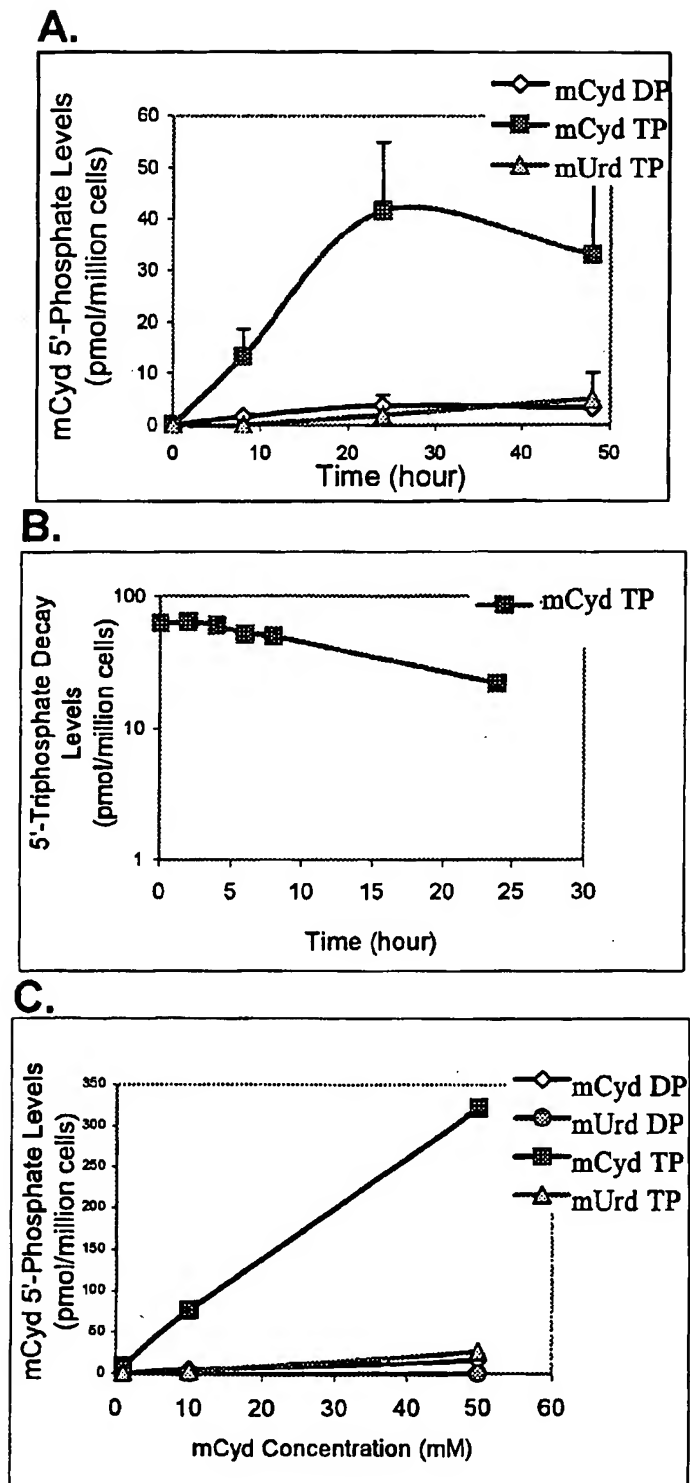 A.
mCyd DP
mCyd TP
mUrd TP
mCyd 5'-Phosphate Levels
(pmol/million cells)
60
50
40
30
20
10
0
0 10 20 30 40 50
Time (hour)
B.
mCyd TP
5'-Triphosphate Decay
Levels
(pmol/million cells)
100
10
1
0 5 10 15 20 25 30
Time (hour)
C.
mCyd DP
mUrd DP
mCyd TP
mUrd TP
mCyd 5'-Phosphate Levels
(pmol/million cells)
350
300
250
200
150
100
50
0
0 10 20 30 40 50 60
mCyd Concentration (mM)